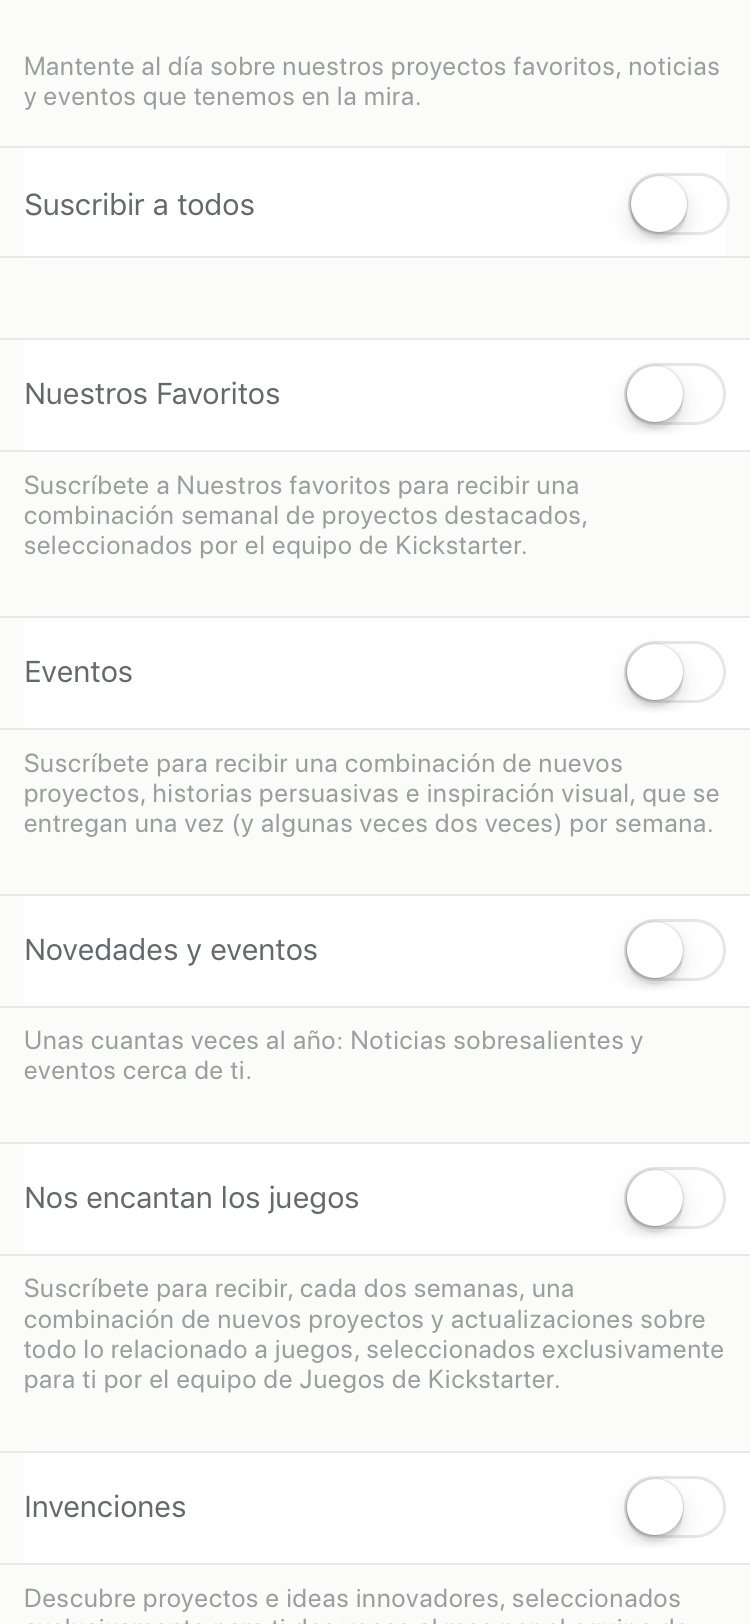 Mantente al día sobre nuestros proyectos favoritos, noticias
y eventos que tenemos en la mira.
Suscribir a todos
Nuestros Favoritos
Suscríbete a Nuestros favoritos para recibir una
combinación semanal de proyectos destacados,
seleccionados por el equipo de Kickstarter.
Eventos
Suscríbete para recibir una combinación de nuevos
proyectos, historias persuasivas e inspiración visual, que se
entregan una vez (y algunas veces dos veces) por semana.
Novedades y eventos
Unas cuantas veces al año: Noticias sobresalientes y
eventos cerca de ti.
Nos encantan los juegos
Suscríbete para recibir, cada dos semanas, una
combinación de nuevos proyectos y actualizaciones sobre
todo lo relacionado a juegos, seleccionados exclusivamente
para ti por el equipo de Juegos de Kickstarter.
Invenciones
Descubre proyectos e ideas innovadores, seleccionados